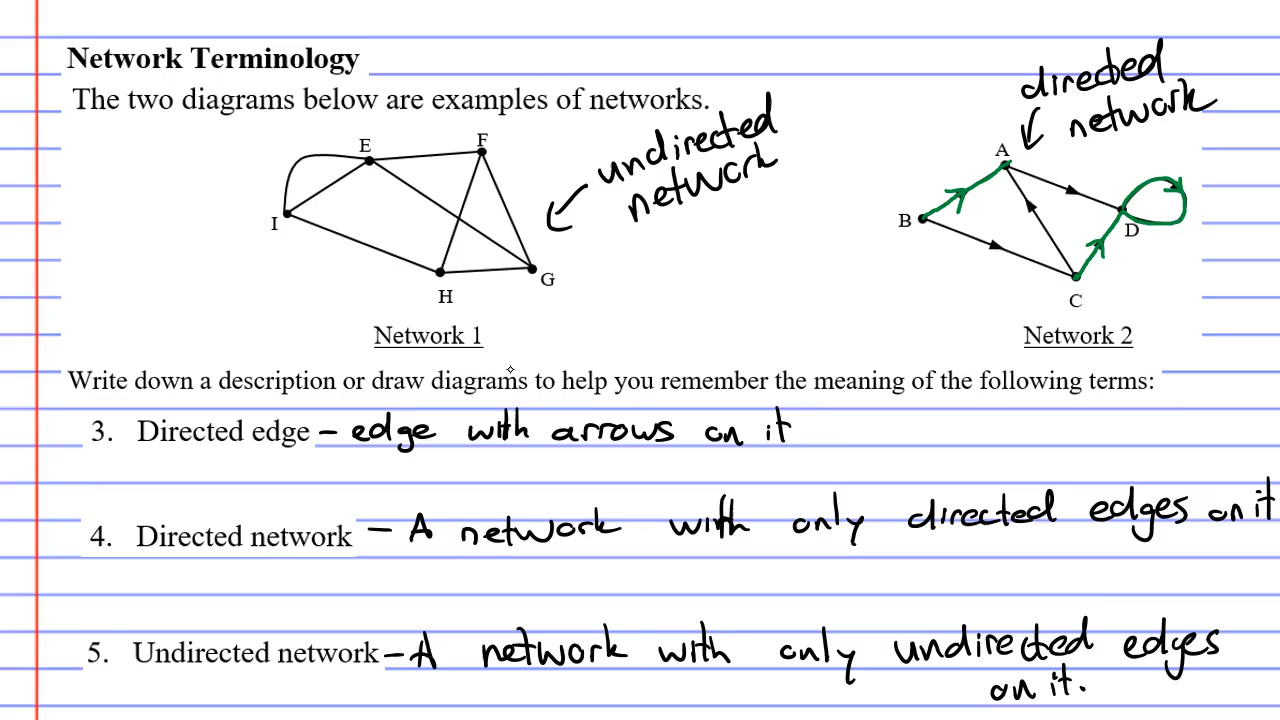 Network Terminology
The two diagrams below are examples of networks.
undirected
network
directed
network
E
F
I
G
H
A
B
D
C
Network 1
Network 2
Write down a description or draw diagrams to help you remember the meaning of the following terms:
3. Directed edge – edge with arrows on it
4. Directed network – A network with only directed edges on it
5. Undirected network – A network with only undirected edges
on it.